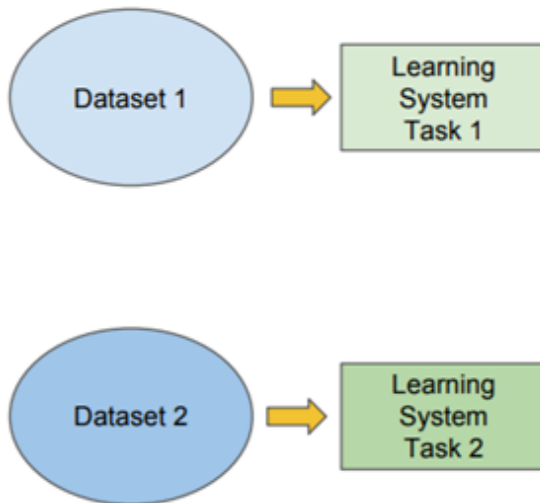 Dataset 1
Learning
System
Task 1
Dataset 2
Learning
System
Task 2